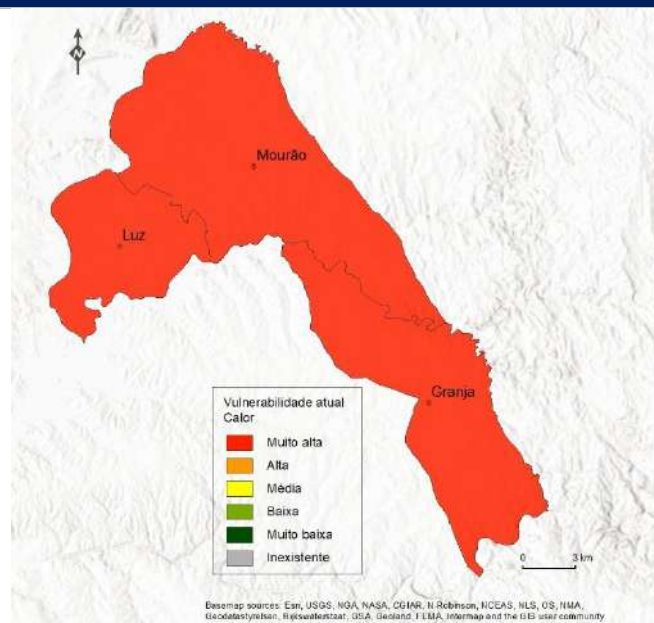 N
Mourão
Luz
Granja
Vulnerabilidade atual
Calor
Muito alta
Alta
Média
Baixa
Muito baixa
Inexistente
0 3 km
Basemap sources: Esri, USGS, NGA, NASA, CGIAR, N Robinson, NCEAS, NLS, OS, NMA,
Geodatastyrelsen, Rijkswaterstaat, GSA, Geoland, FEMA, Intermap and the GIS user community